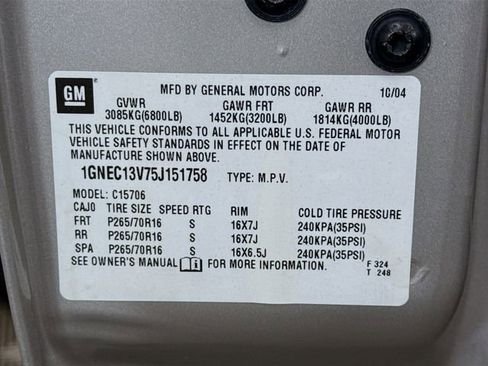 GM
MFD BY GENERAL MOTORS CORP. 10/04
GVWR GAWR FRT GAWR RR
3085KG(6800LB) 1452KG(3200LB) 1814KG(4000LB)
THIS VEHICLE CONFORMS TO ALL APPLICABLE U.S. FEDERAL MOTOR
VEHICLE SAFETY STANDARDS IN EFFECT ON THE DATE OF
MANUFACTURE SHOWN ABOVE.
1GNEC13V75J151758 TYPE: M.P.V.
MODEL: C15706
CAJ0 TIRE SIZE SPEED RTG RIM COLD TIRE PRESSURE
FRT P265/70R16 S 16X7J 240KPA(35PSI)
RR P265/70R16 S 16X7J 240KPA(35PSI)
SPA P265/70R16 S 16X6.5J 240KPA(35PSI)
SEE OWNER'S MANUAL FOR MORE INFORMATION. F 324
T 248